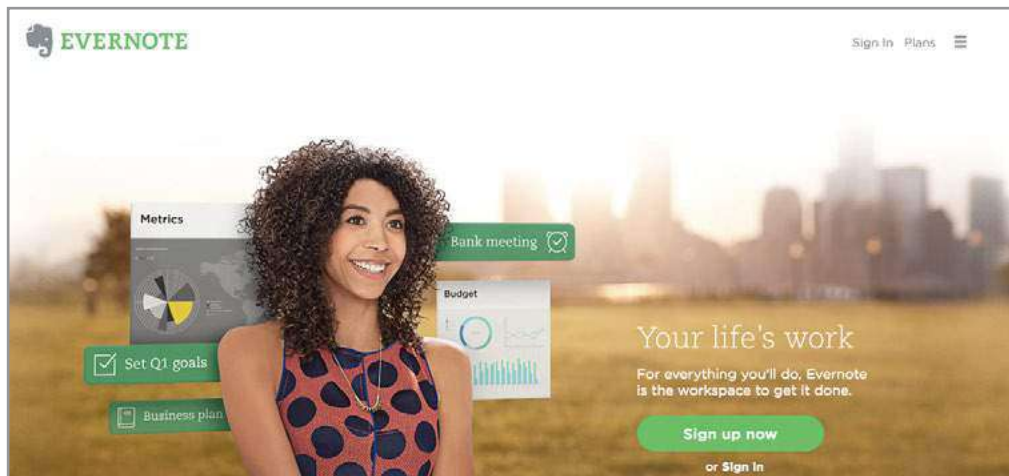 EVERNOTE
Sign In Plans
Metrics
Bank meeting
Budget
Set Q1 goals
Business plan
Your life's work
For everything you'll do, Evernote
is the workspace to get it done.
Sign up now
or Sign In